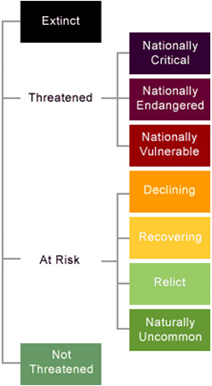 Extinct
Threatened
Nationally
Critical
Nationally
Endangered
Nationally
Vulnerable
At Risk
Declining
Recovering
Relict
Naturally
Uncommon
Not
Threatened